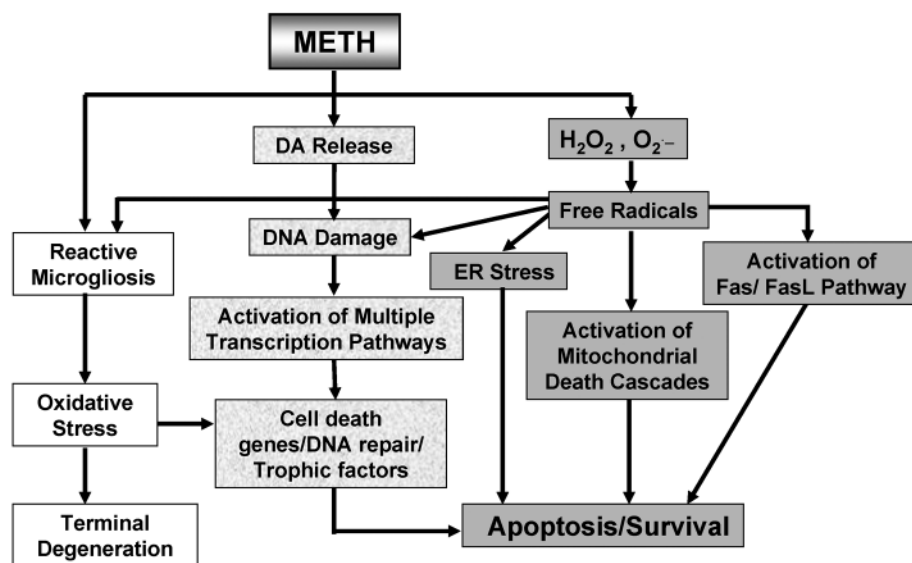 METH
DA Release
H₂O₂ , O₂·–
Free Radicals
DNA Damage
Reactive
Microgliosis
ER Stress
Activation of
Fas/ FasL Pathway
Activation of Multiple
Transcription Pathways
Activation of
Mitochondrial
Death Cascades
Oxidative
Stress
Cell death
genes/DNA repair/
Trophic factors
Terminal
Degeneration
Apoptosis/Survival